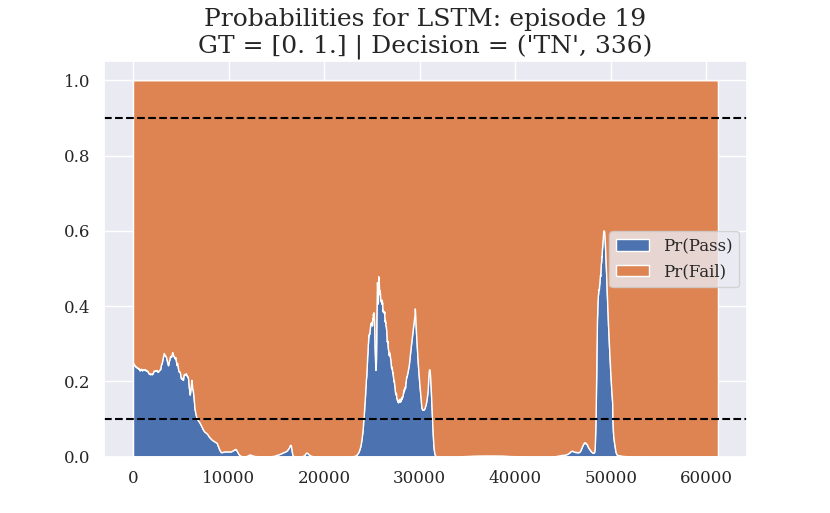 Probabilities for LSTM: episode 19
GT = [0. 1.] | Decision = ('TN', 336)
1.0
0.8
0.6
0.4
0.2
0.0
Pr(Pass)
Pr(Fail)
0 10000 20000 30000 40000 50000 60000